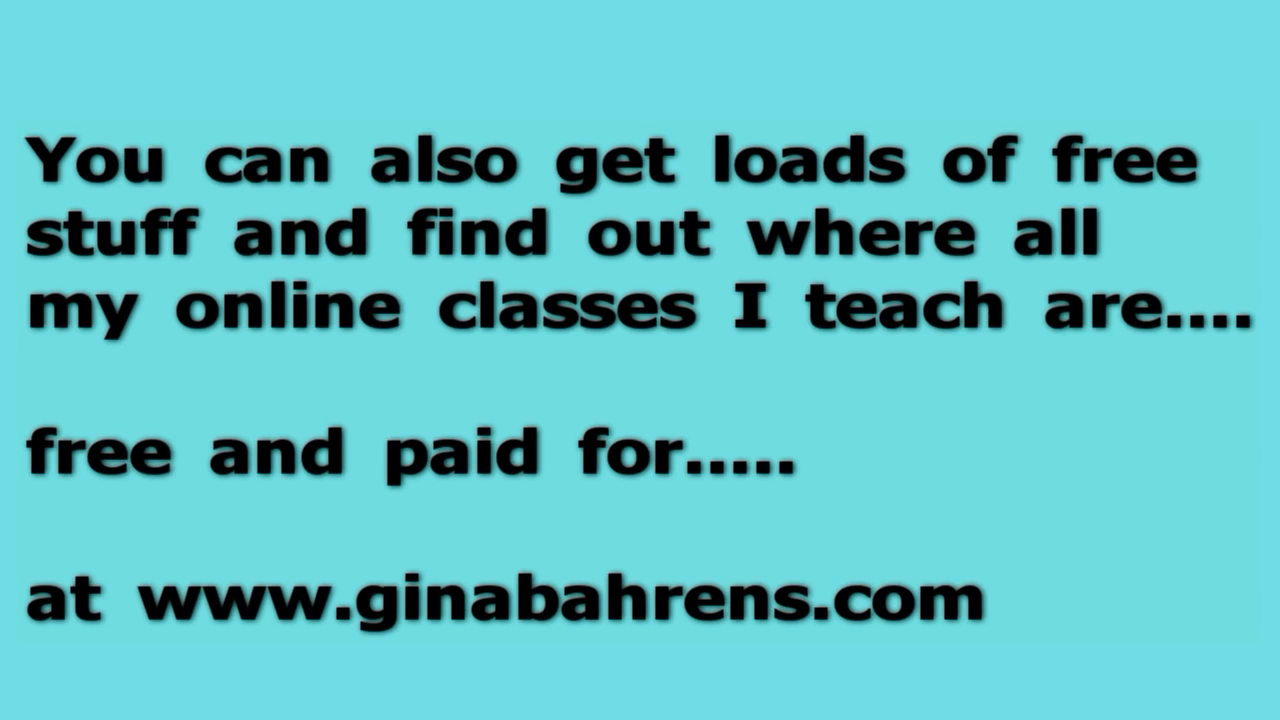 You can also get loads of free
stuff and find out where all
my online classes I teach are....
free and paid for.....
at www.ginabahrens.com